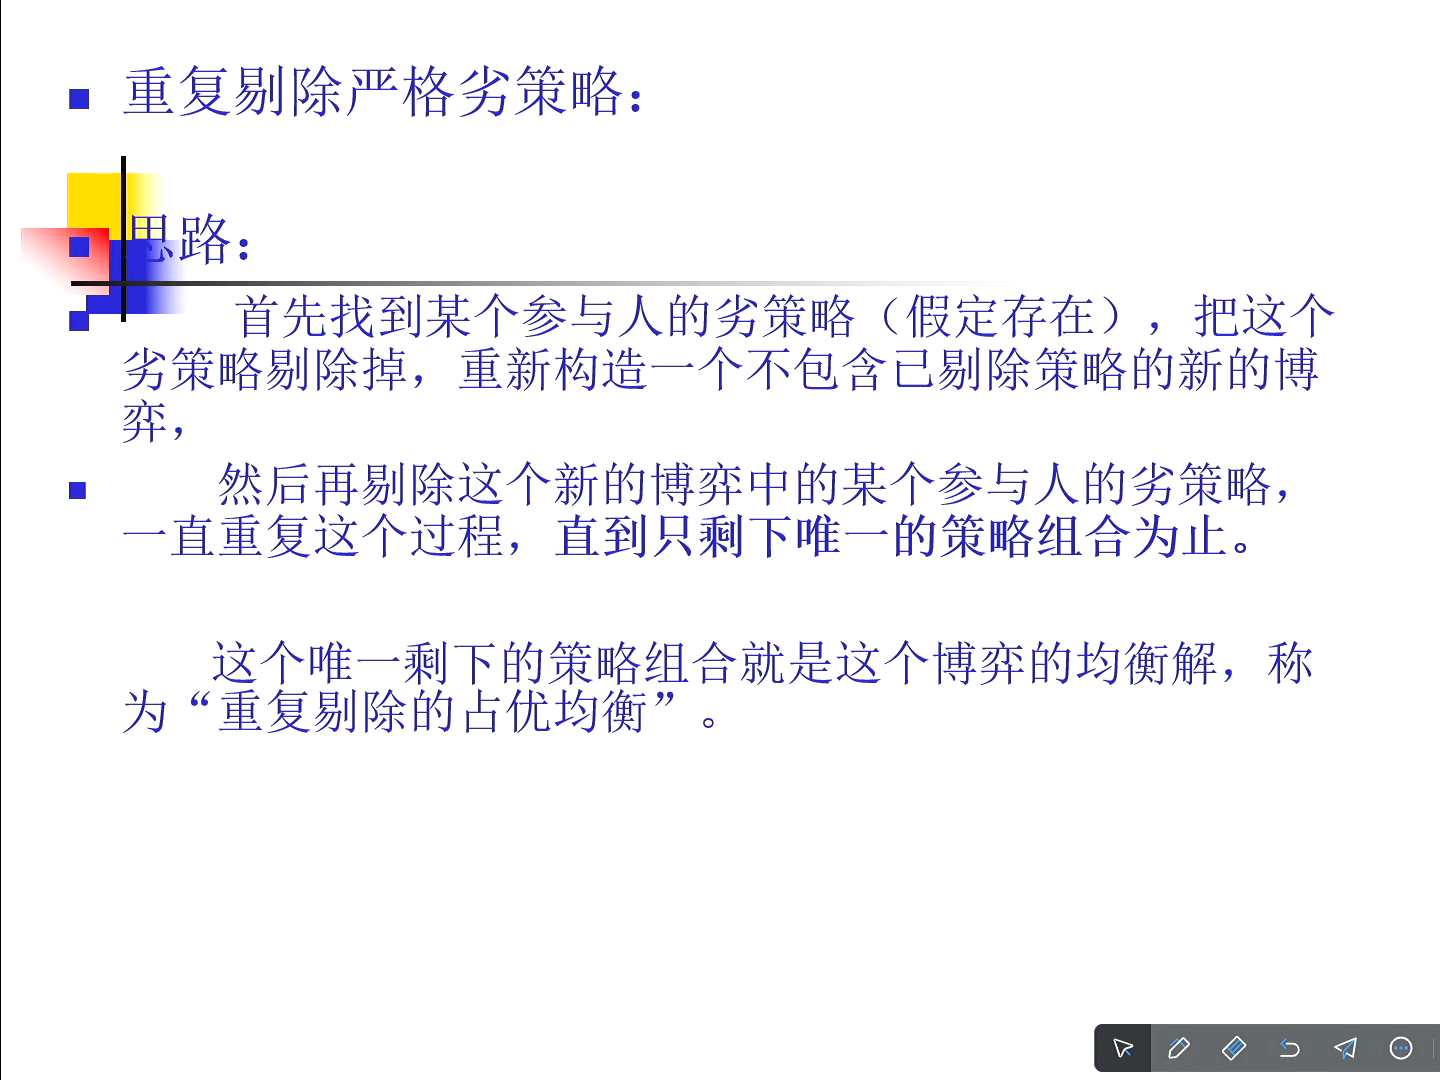 重复剔除严格劣策略：
思路：
首先找到某个参与人的劣策略（假定存在），把这个
劣策略剔除掉，重新构造一个不包含已剔除策略的新的博
弈，
然后再剔除这个新的博弈中的某个参与人的劣策略，
一直重复这个过程，直到只剩下唯一的策略组合为止。
这个唯一剩下的策略组合就是这个博弈的均衡解，称
为“重复剔除的占优均衡”。